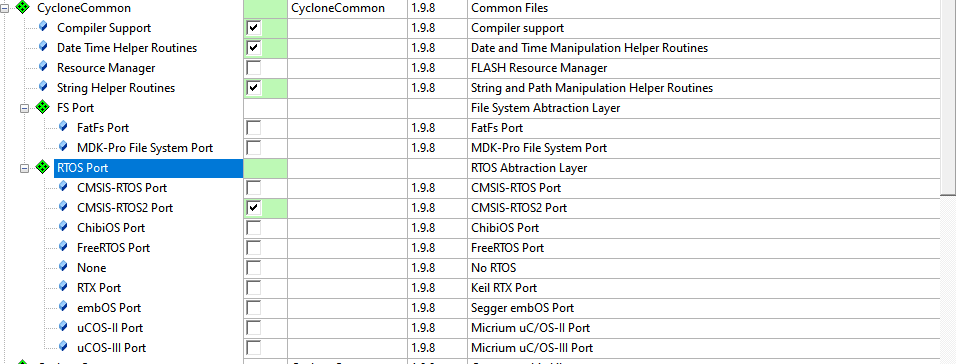 CycloneCommon CycloneCommon 1.9.8 Common Files
Compiler Support 1.9.8 Compiler support
Date Time Helper Routines 1.9.8 Date and Time Manipulation Helper Routines
Resource Manager 1.9.8 FLASH Resource Manager
String Helper Routines 1.9.8 String and Path Manipulation Helper Routines
FS Port File System Abtraction Layer
FatFs Port 1.9.8 FatFs Port
MDK-Pro File System Port 1.9.8 MDK-Pro File System Port
RTOS Port RTOS Abtraction Layer
CMSIS-RTOS Port 1.9.8 CMSIS-RTOS Port
CMSIS-RTOS2 Port 1.9.8 CMSIS-RTOS2 Port
ChibiOS Port 1.9.8 ChibiOS Port
FreeRTOS Port 1.9.8 FreeRTOS Port
None 1.9.8 No RTOS
RTX Port 1.9.8 Keil RTX Port
embOS Port 1.9.8 Segger embOS Port
uCOS-II Port 1.9.8 Micrium uC/OS-II Port
uCOS-III Port 1.9.8 Micrium uC/OS-III Port